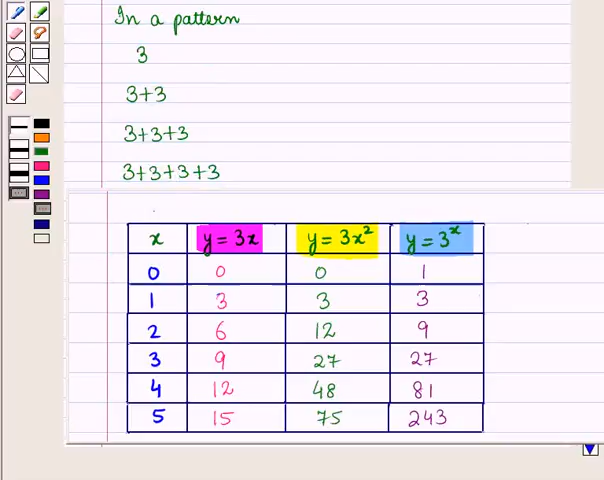 In a pattern
3
3+3
3+3+3
3+3+3+3
x y = 3x y = 3x² y = 3ˣ
0 0 0 1
1 3 3 3
2 6 12 9
3 9 27 27
4 12 48 81
5 15 75 243